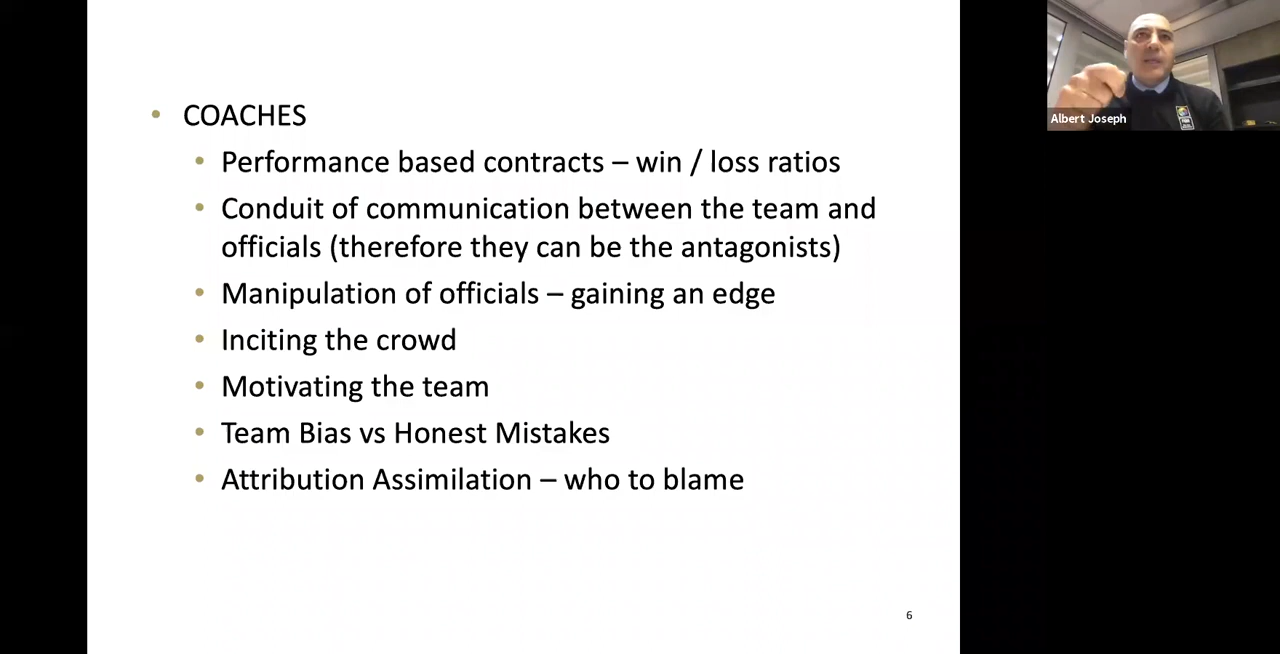 • COACHES
• Performance based contracts – win / loss ratios
• Conduit of communication between the team and
officials (therefore they can be the antagonists)
• Manipulation of officials – gaining an edge
• Inciting the crowd
• Motivating the team
• Team Bias vs Honest Mistakes
• Attribution Assimilation – who to blame
6
Albert Joseph